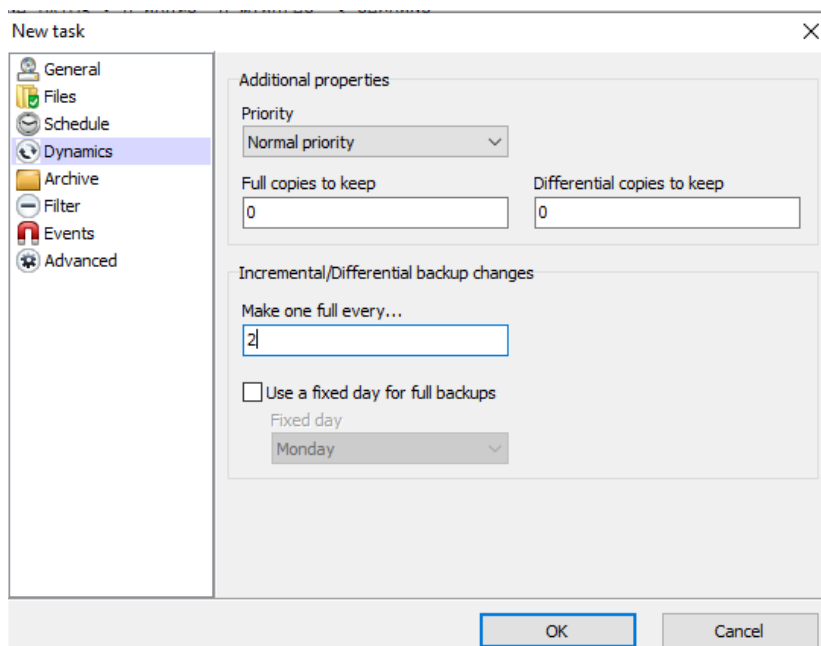 New task
General
Files
Schedule
Dynamics
Archive
Filter
Events
Advanced
Additional properties
Priority
Normal priority
Full copies to keep
Differential copies to keep
0
0
Incremental/Differential backup changes
Make one full every...
2
Use a fixed day for full backups
Fixed day
Monday
OK
Cancel